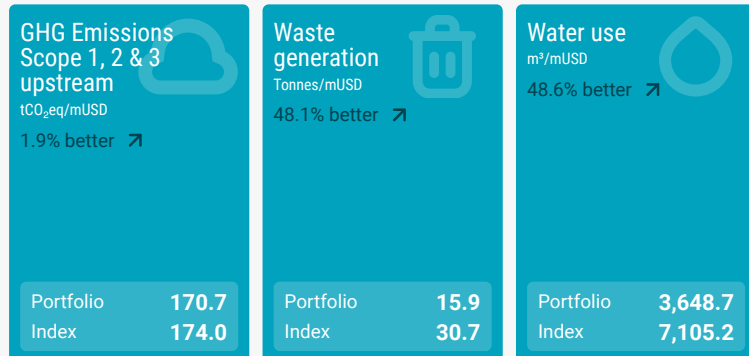 GHG Emissions
Scope 1, 2 & 3
upstream
tCO₂eq/mUSD
1.9% better
Portfolio 170.7
Index 174.0
Waste
generation
Tonnes/mUSD
48.1% better
Portfolio 15.9
Index 30.7
Water use
m³/mUSD
48.6% better
Portfolio 3,648.7
Index 7,105.2